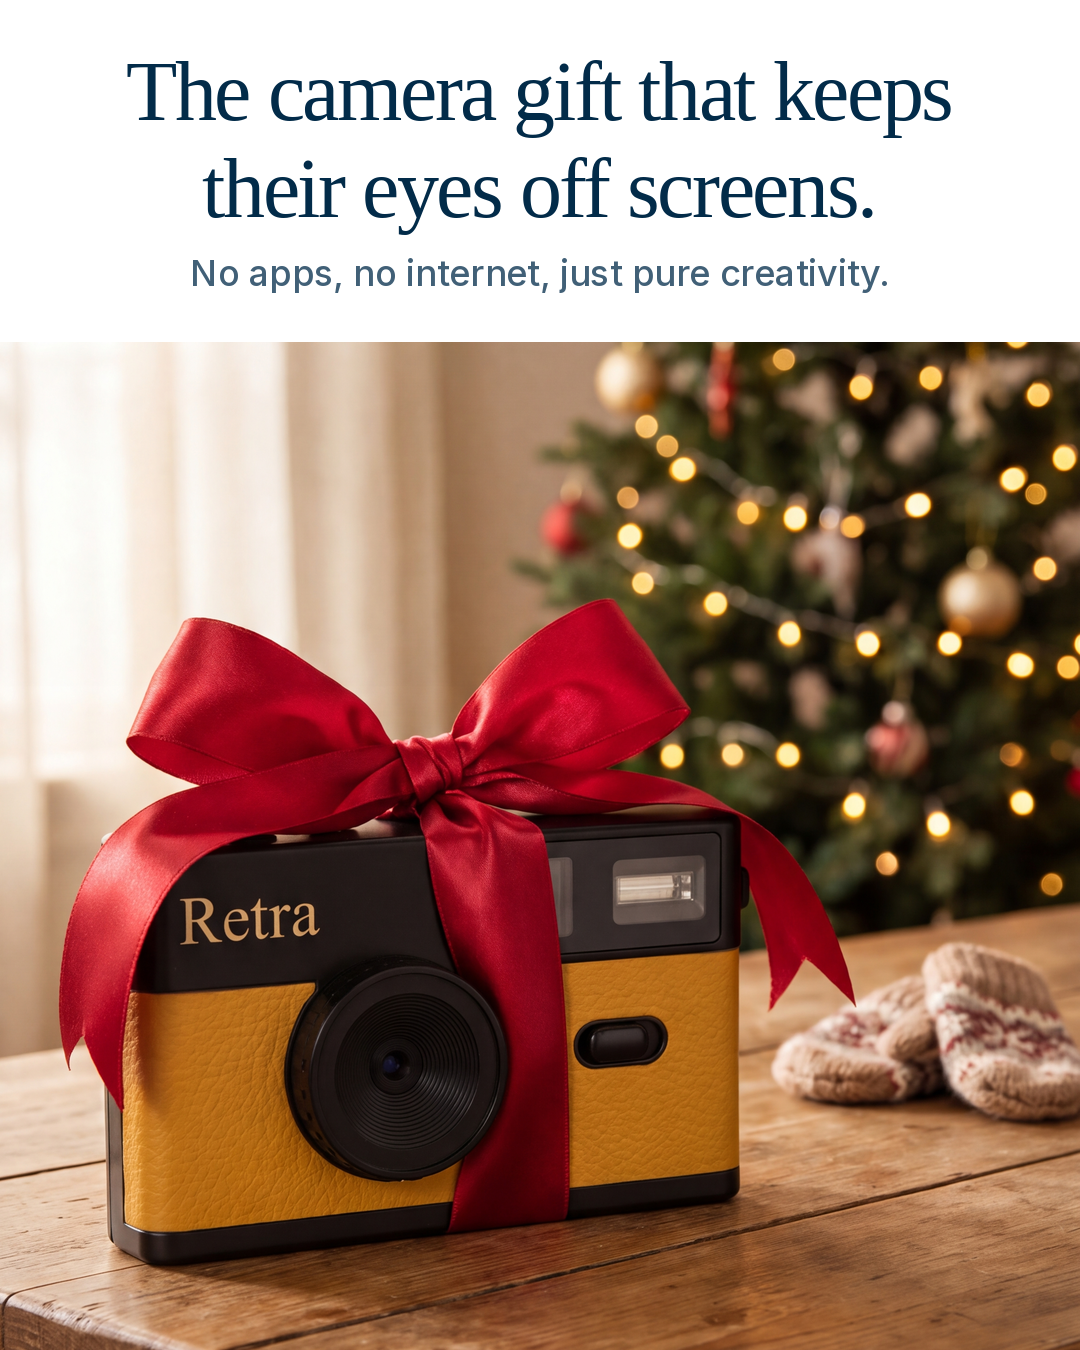 The camera gift that keeps
their eyes off screens.
No apps, no internet, just pure creativity.
Retra